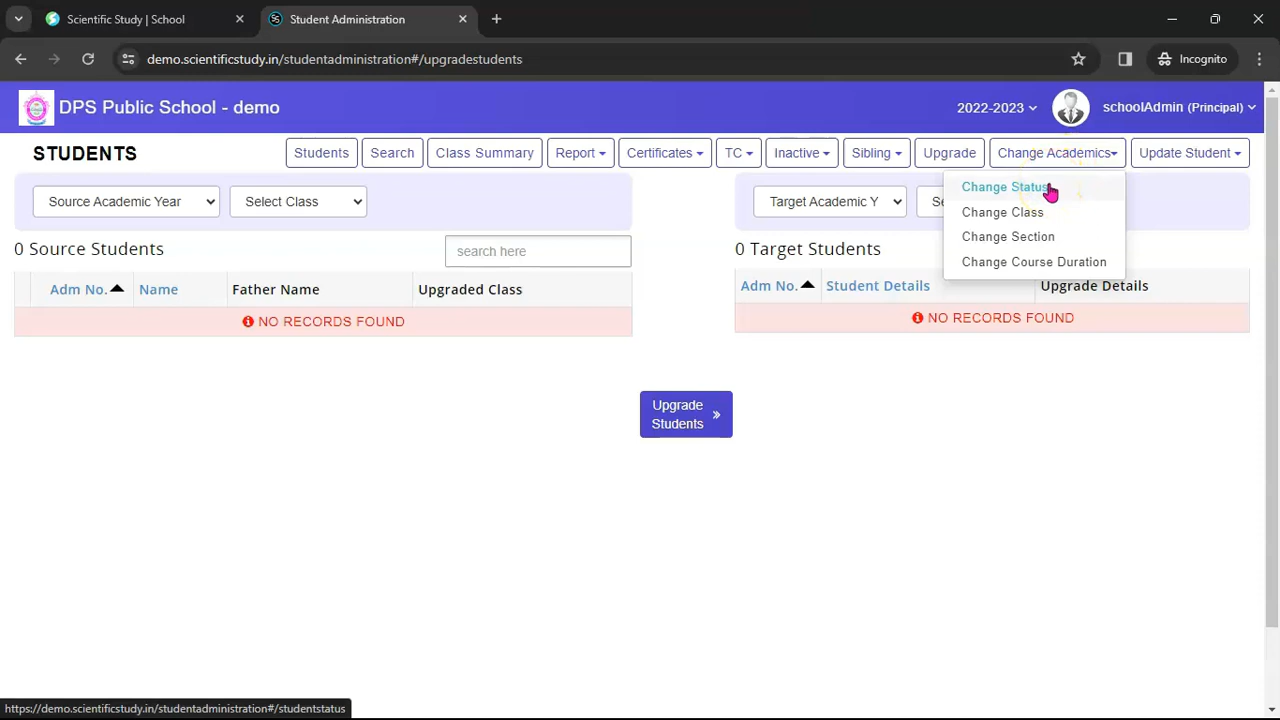 Scientific Study | School
Student Administration
demo.scientificstudy.in/studentadministration#/upgradestudents
Incognito
DPS Public School - demo
2022-2023
schoolAdmin (Principal)
STUDENTS
Students Search Class Summary Report Certificates TC Inactive Sibling Upgrade Change Academics Update Student
Source Academic Year
Select Class
Target Academic Y
Se
Change Status
Change Class
Change Section
Change Course Duration
0 Source Students
search here
0 Target Students
Adm No. Name Father Name Upgraded Class
NO RECORDS FOUND
Adm No. Student Details Upgrade Details
NO RECORDS FOUND
Upgrade
Students
https://demo.scientificstudy.in/studentadministration#/studentstatus